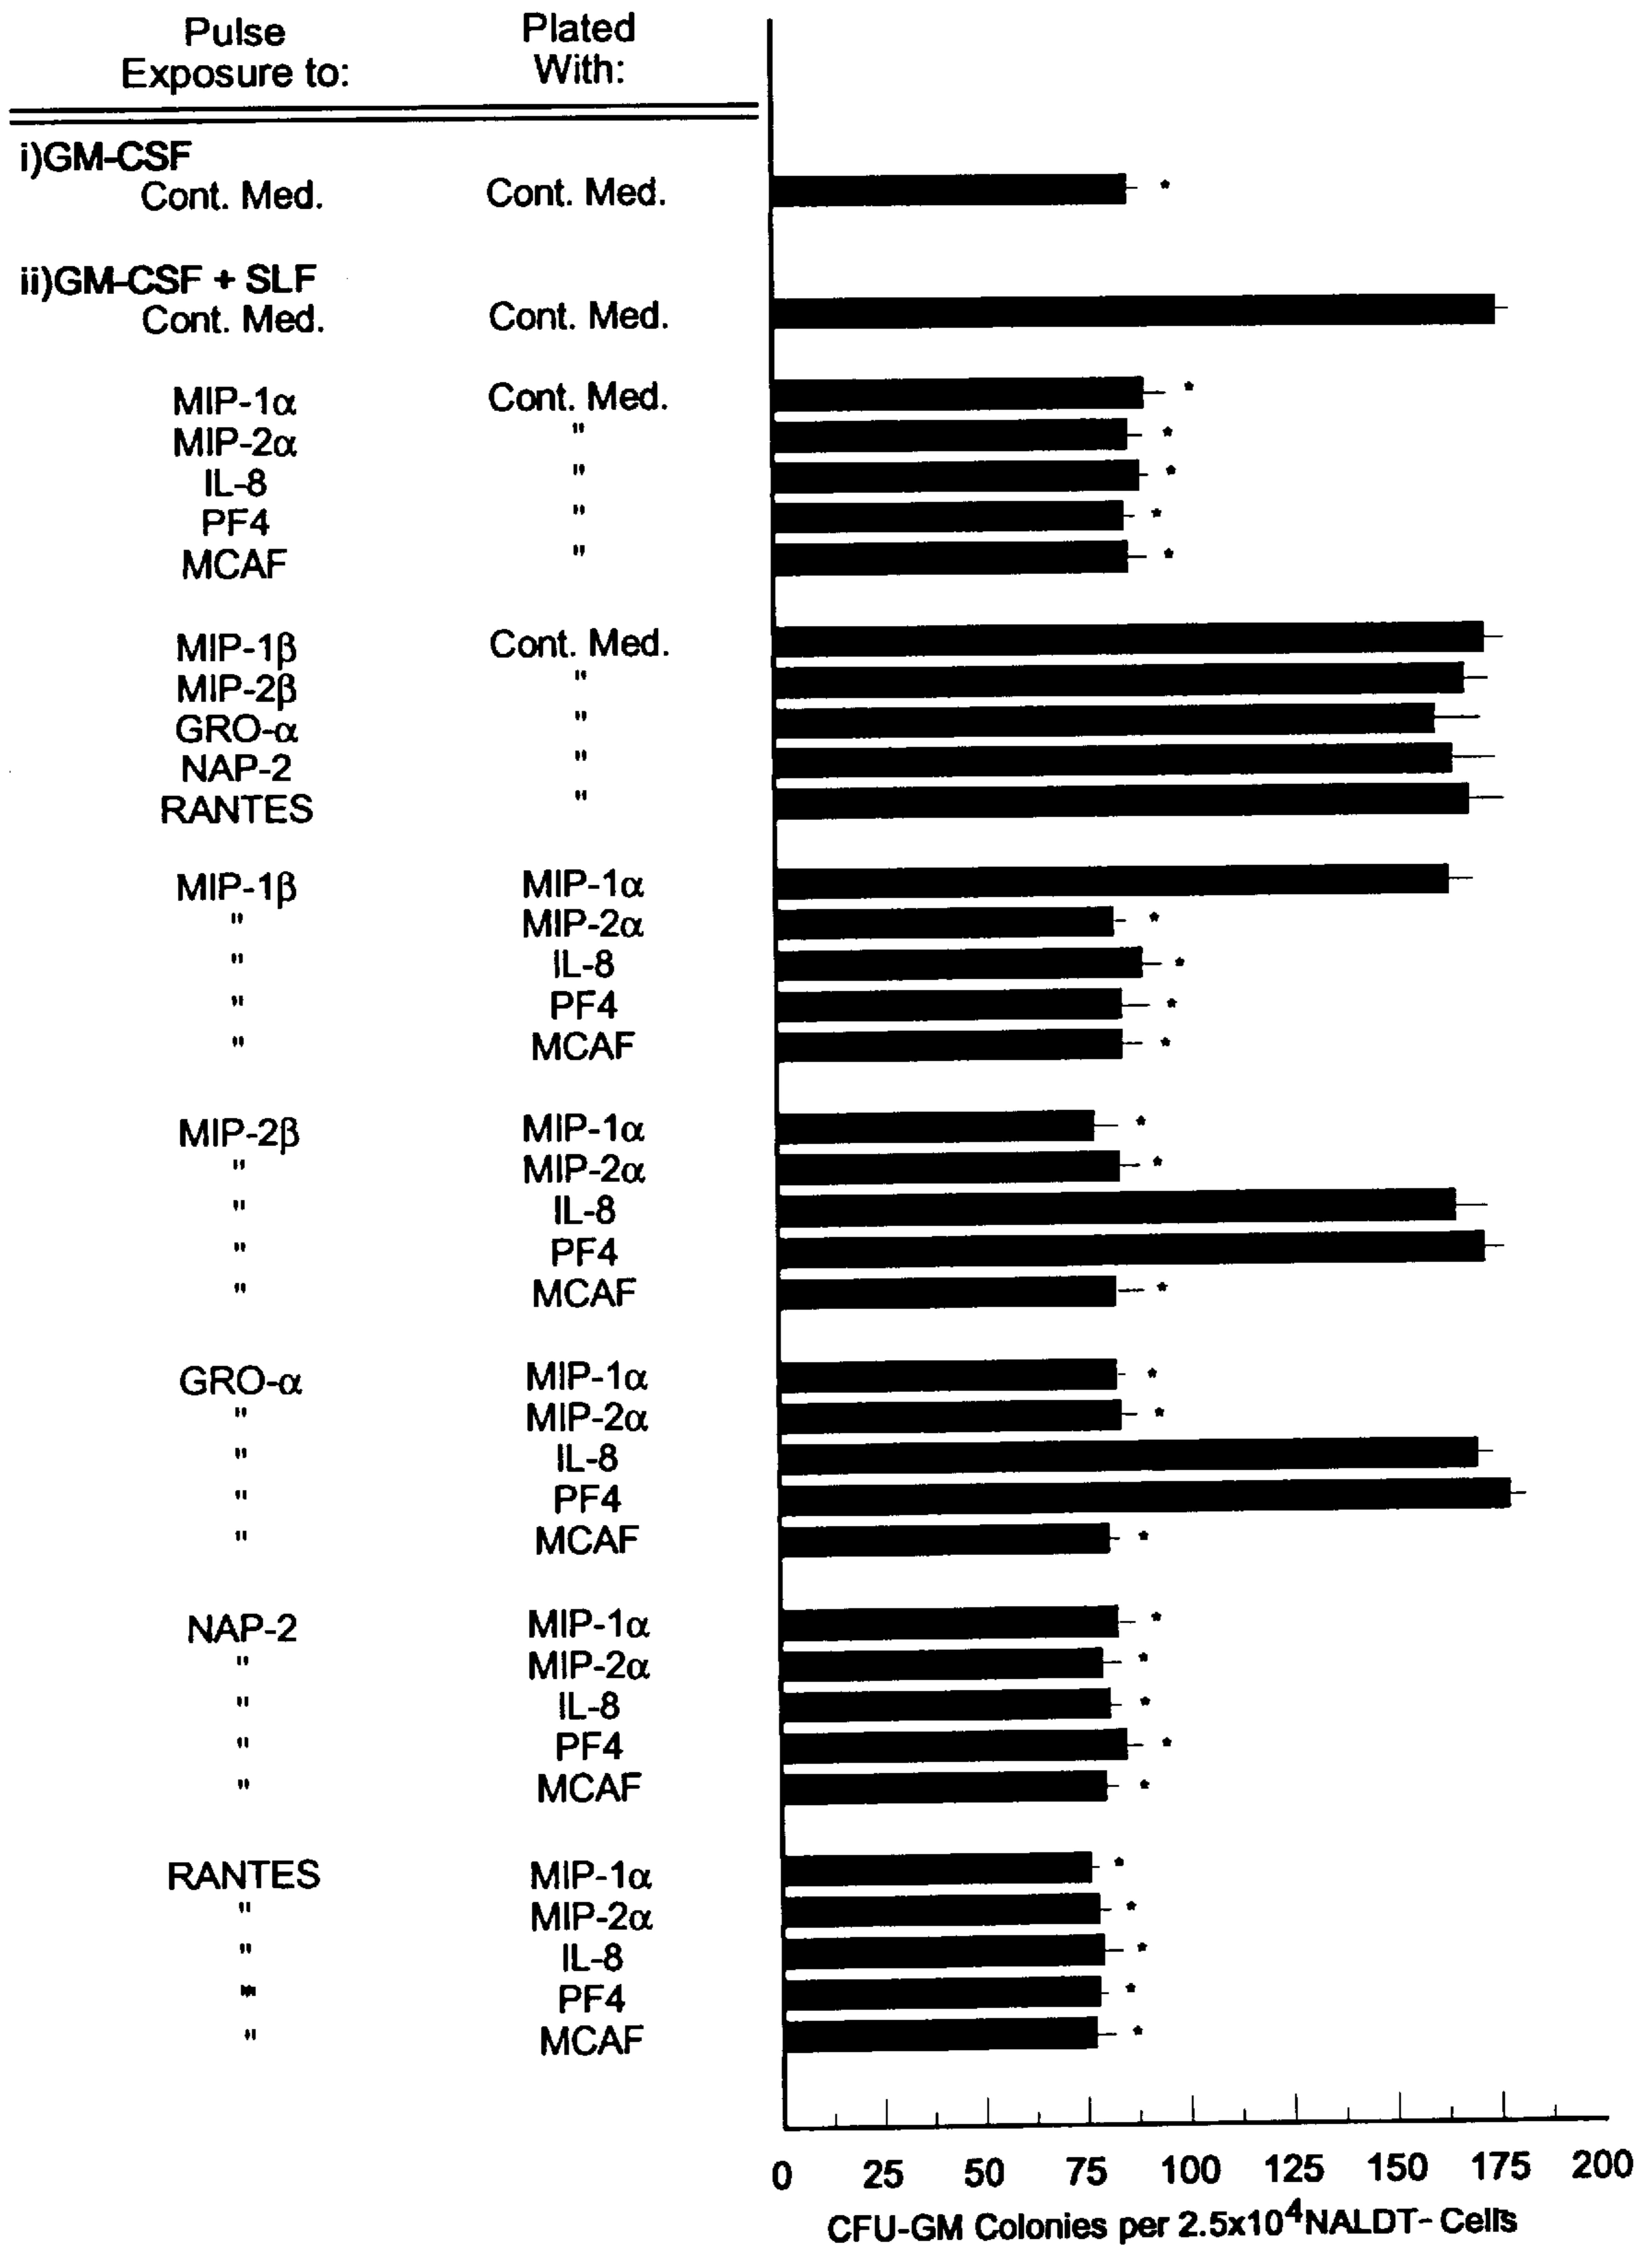 Pulse Plated
Exposure to: With:
i)GM-CSF
Cont. Med. Cont. Med. *
ii)GM-CSF + SLF
Cont. Med. Cont. Med.
MIP-1α Cont. Med. *
MIP-2α " *
IL-8 " *
PF4 " *
MCAF " *
MIP-1β Cont. Med.
MIP-2β "
GRO-α "
NAP-2 "
RANTES "
MIP-1β MIP-1α
" MIP-2α *
" IL-8 *
" PF4 *
" MCAF *
MIP-2β MIP-1α *
" MIP-2α *
" IL-8
" PF4
" MCAF *
GRO-α MIP-1α *
" MIP-2α *
" IL-8
" PF4
" MCAF *
NAP-2 MIP-1α *
" MIP-2α *
" IL-8 *
" PF4 *
" MCAF *
RANTES MIP-1α *
" MIP-2α *
" IL-8 *
" PF4 *
" MCAF *
0 25 50 75 100 125 150 175 200
CFU-GM Colonies per 2.5x10⁴NALDT- Cells